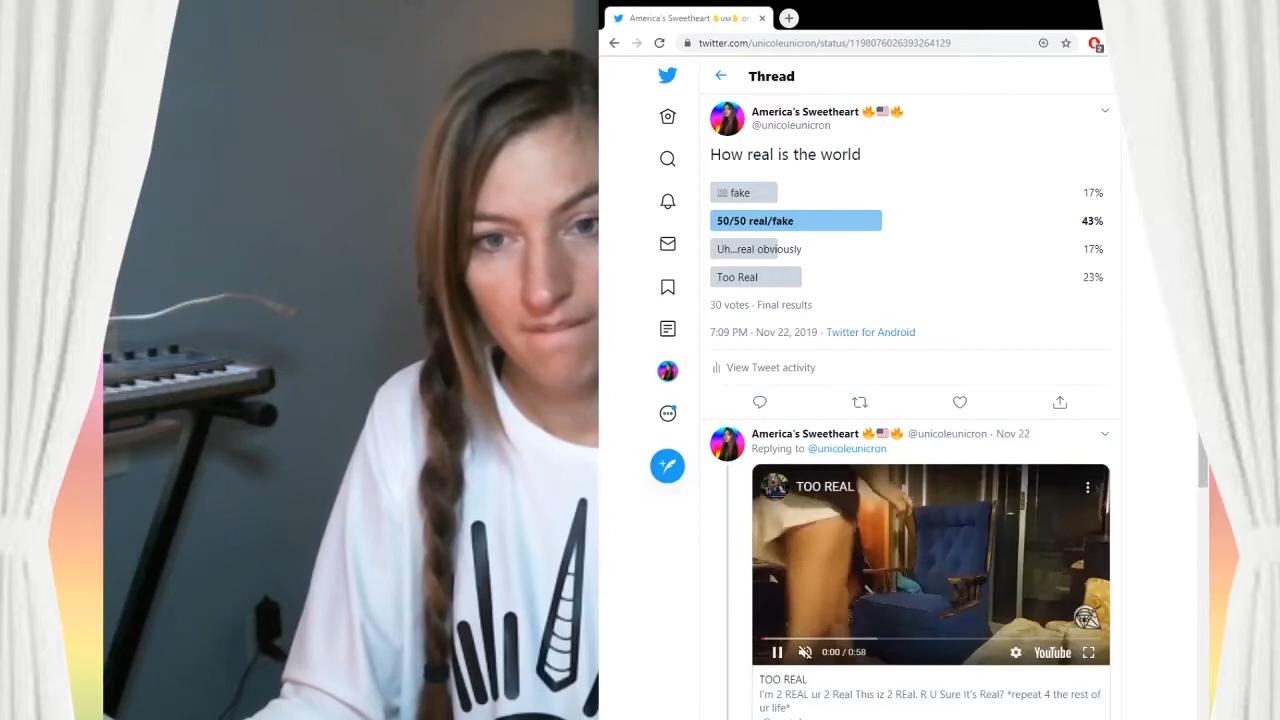 America's Sweetheart ✋UM✋ on
twitter.com/unicoleunicron/status/1198076026393264129
Thread
America's Sweetheart 🔥🇺🇸🔥
@unicoleunicron
How real is the world
💯 fake 17%
50/50 real/fake 43%
Uh...real obviously 17%
Too Real 23%
30 votes · Final results
7:09 PM · Nov 22, 2019 · Twitter for Android
View Tweet activity
America's Sweetheart 🔥🇺🇸🔥 @unicoleunicron · Nov 22
Replying to @unicoleunicron
TOO REAL
0:00 / 0:58
YouTube
TOO REAL
I'm 2 REAL ur 2 Real This iz 2 REal. R U Sure It's Real? *repeat 4 the rest of
ur life*